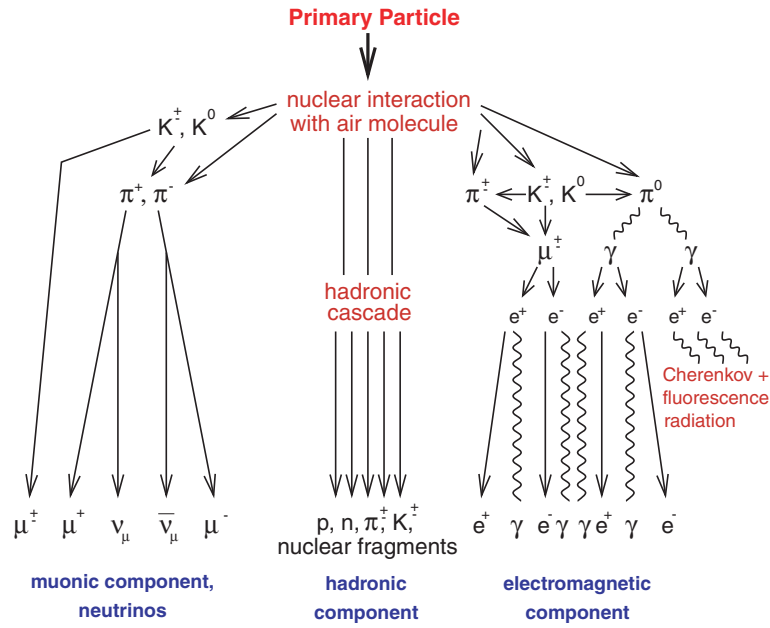 Primary Particle
nuclear interaction
with air molecule
K±, K⁰
π⁺, π⁻
π± K±, K⁰ π⁰
μ± γ γ
hadronic
cascade
e⁺ e⁻ e⁺ e⁻ e⁺ e⁻
Cherenkov +
fluorescence
radiation
μ± μ⁺ νμ ν̅μ μ⁻
p, n, π±, K±,
nuclear fragments
e⁺ γ e⁻ γ γ e⁺ γ e⁻
muonic component,
neutrinos
hadronic
component
electromagnetic
component